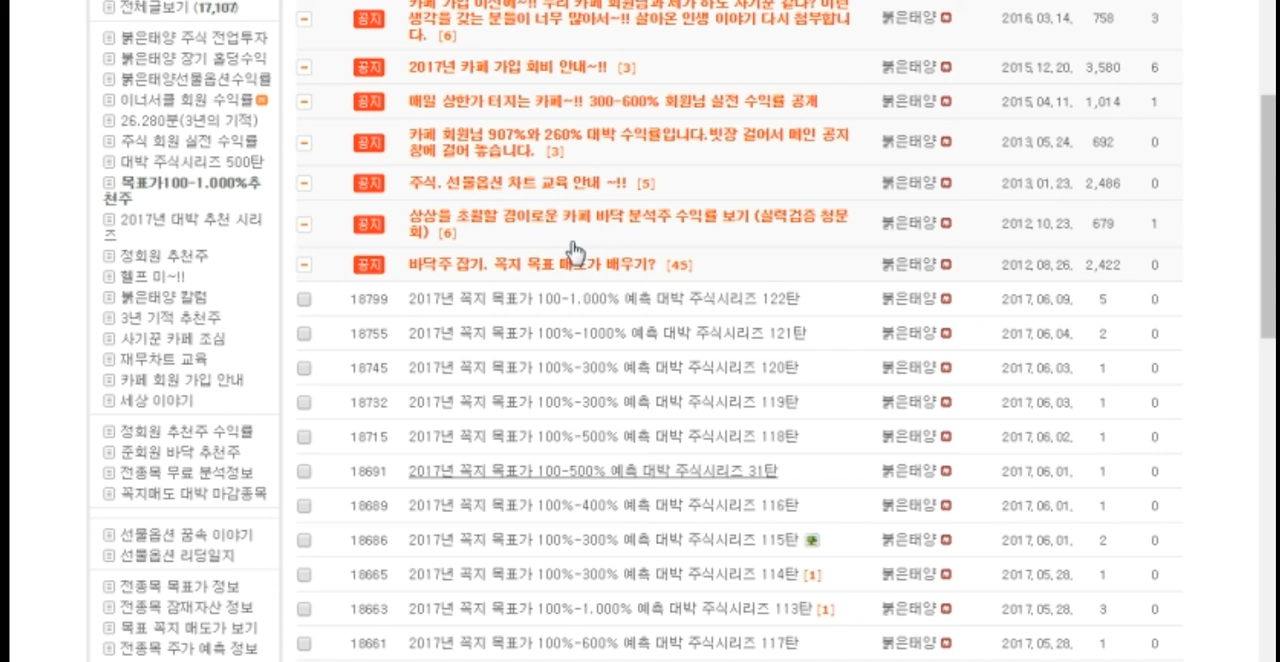 전체글보기 (17,107)
붉은태양 주식 전업투자
붉은태양 장기 홀딩수익
붉은태양선물옵션수익률
이너서클 회원 수익률
26.280분(3년의 기적)
주식 회원 실전 수익률
대박 주식시리즈 500탄
목표가100-1.000%추
천주
2017년 대박 추천 시리
즈
정회원 추천주
헬프 미~!!
붉은태양 칼럼
3년 기적 추천주
사기꾼 카페 조심
재무차트 교육
카페 회원 가입 안내
세상 이야기
정회원 추천주 수익률
준회원 바닥 추천주
전종목 무료 분석정보
꼭지매도 대박 마감종목
선물옵션 꿈속 이야기
선물옵션 리딩일지
전종목 목표가 정보
전종목 잠재자산 정보
목표 꼭지 매도가 보기
전종목 주가 예측 정보
공지 카페 가입 이전에~!! 우리 카페 회원님과 제가 하도 사기꾼 같다? 이런
생각을 갖는 분들이 너무 많아서~!! 살아온 인생 이야기 다시 첨부합니
다. [6] 붉은태양 2016.03.14. 758 3
공지 2017년 카페 가입 회비 안내~!! [3] 붉은태양 2015.12.20. 3,580 6
공지 매일 상한가 터지는 카페~!! 300-600% 회원님 실전 수익률 공개 붉은태양 2015.04.11. 1,014 1
공지 카페 회원님 907%와 260% 대박 수익률입니다.빗장 걸어서 메인 공지
창에 걸어 놓습니다. [3] 붉은태양 2013.05.24. 692 0
공지 주식. 선물옵션 차트 교육 안내 ~!! [5] 붉은태양 2013.01.23. 2,486 0
공지 상상을 초월할 경이로운 카페 바닥 분석주 수익률 보기 (실력검증 청문
회) [6] 붉은태양 2012.10.23. 679 1
공지 바닥주 잡기. 꼭지 목표 매도가 배우기? [45] 붉은태양 2012.08.26. 2,422 0
18799 2017년 꼭지 목표가 100-1.000% 예측 대박 주식시리즈 122탄 붉은태양 2017.06.09. 5 0
18755 2017년 꼭지 목표가 100%-1000% 예측 대박 주식시리즈 121탄 붉은태양 2017.06.04. 2 0
18745 2017년 꼭지 목표가 100%-300% 예측 대박 주식시리즈 120탄 붉은태양 2017.06.03. 1 0
18732 2017년 꼭지 목표가 100%-300% 예측 대박 주식시리즈 119탄 붉은태양 2017.06.03. 1 0
18715 2017년 꼭지 목표가 100%-500% 예측 대박 주식시리즈 118탄 붉은태양 2017.06.02. 1 0
18691 2017년 꼭지 목표가 100-500% 예측 대박 주식시리즈 31탄 붉은태양 2017.06.01. 1 0
18689 2017년 꼭지 목표가 100%-400% 예측 대박 주식시리즈 116탄 붉은태양 2017.06.01. 1 0
18686 2017년 꼭지 목표가 100%-300% 예측 대박 주식시리즈 115탄 붉은태양 2017.06.01. 2 0
18665 2017년 꼭지 목표가 100%-300% 예측 대박 주식시리즈 114탄 [1] 붉은태양 2017.05.28. 1 0
18663 2017년 꼭지 목표가 100%-1.000% 예측 대박 주식시리즈 113탄 [1] 붉은태양 2017.05.28. 3 0
18661 2017년 꼭지 목표가 100%-600% 예측 대박 주식시리즈 117탄 붉은태양 2017.05.28. 1 0